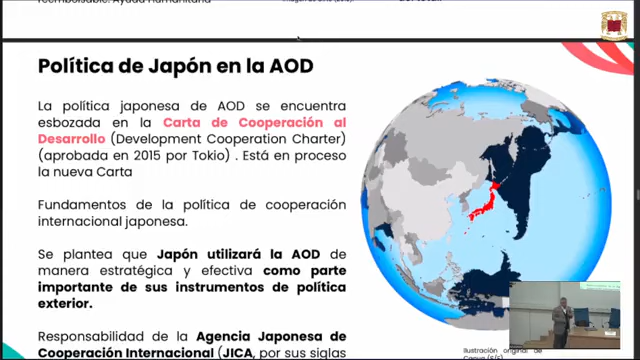 reembolsable: Ayuda Humanitaria
Política de Japón en la AOD
La política japonesa de AOD se encuentra
esbozada en la Carta de Cooperación al
Desarrollo (Development Cooperation Charter)
(aprobada en 2015 por Tokio) . Está en proceso
la nueva Carta
Fundamentos de la política de cooperación
internacional japonesa.
Se plantea que Japón utilizará la AOD de
manera estratégica y efectiva como parte
importante de sus instrumentos de política
exterior.
Responsabilidad de la Agencia Japonesa de
Cooperación Internacional (JICA, por sus siglas
Ilustración original de